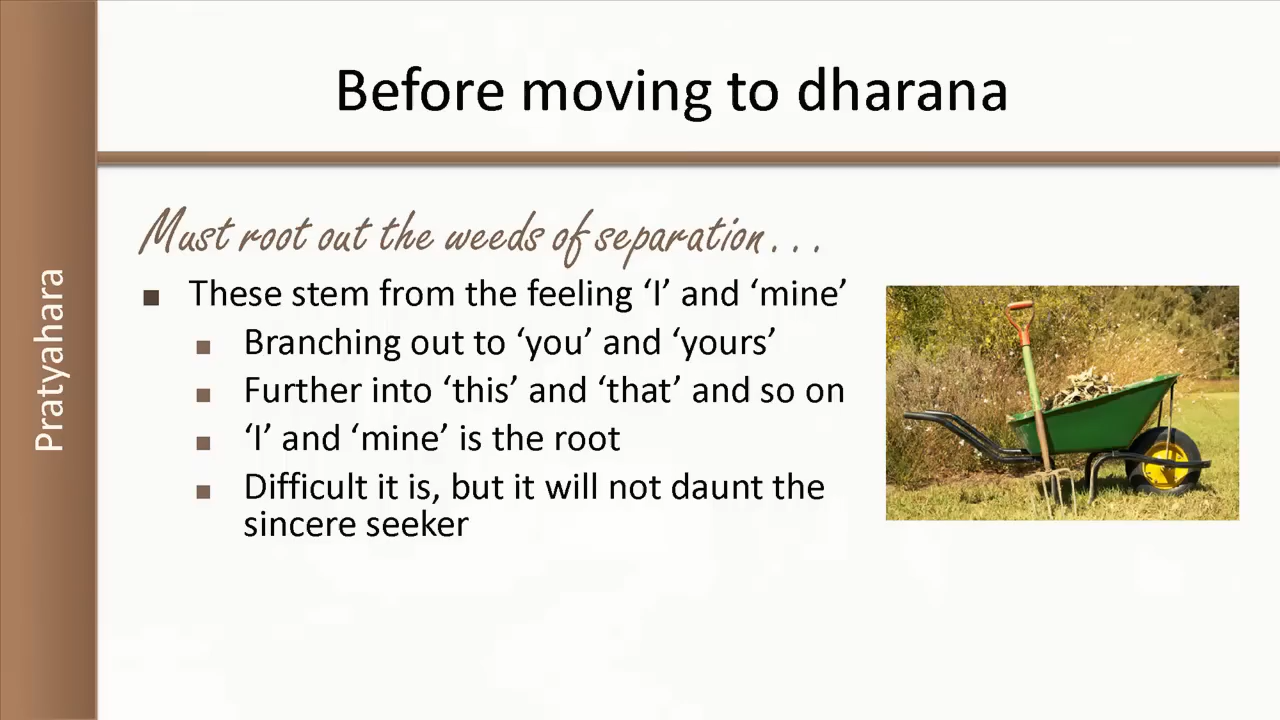 Before moving to dharana
Pratyahara
Must root out the weeds of separation . . .
▪ These stem from the feeling ‘I’ and ‘mine’
▪ Branching out to ‘you’ and ‘yours’
▪ Further into ‘this’ and ‘that’ and so on
▪ ‘I’ and ‘mine’ is the root
▪ Difficult it is, but it will not daunt the
sincere seeker